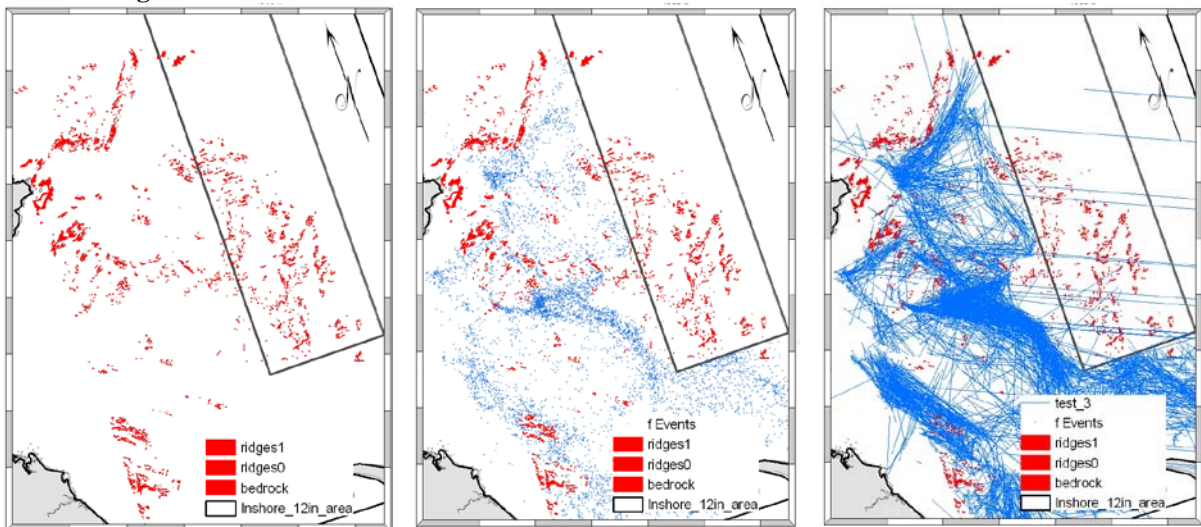 ridges1
ridges0
bedrock
Inshore_12in_area
f Events
ridges1
ridges0
bedrock
Inshore_12in_area
test_3
f Events
ridges1
ridges0
bedrock
Inshore_12in_area